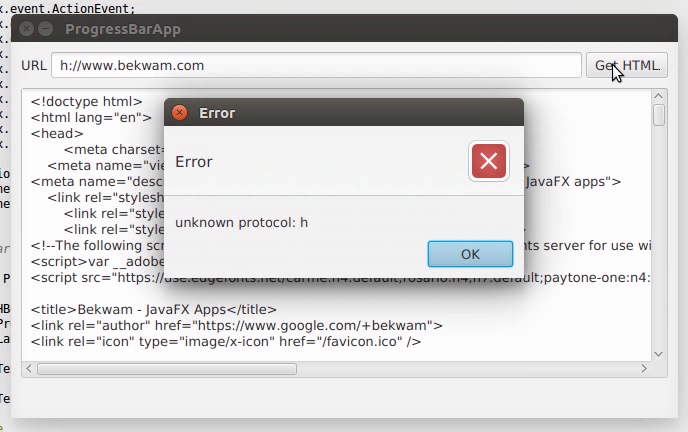 x.event.ActionEvent;
ProgressBarApp
URL h://www.bekwam.com Get HTML
<!doctype html>
<html lang="en">
<head>
<meta charset=
<meta name="vie
<meta name="desc JavaFX apps">
<link rel="stylesh
<link rel="style
<link rel="style
<!--The following scr ts server for use wi
<script>var __adobe
<script src="https://use.edgefonts.net/carme:n4:default;rosario:n4,n7:default;paytone-one:n4:
<title>Bekwam - JavaFX Apps</title>
<link rel="author" href="https://www.google.com/+bekwam">
<link rel="icon" type="image/x-icon" href="/favicon.ico" />
Error
Error
unknown protocol: h
OK